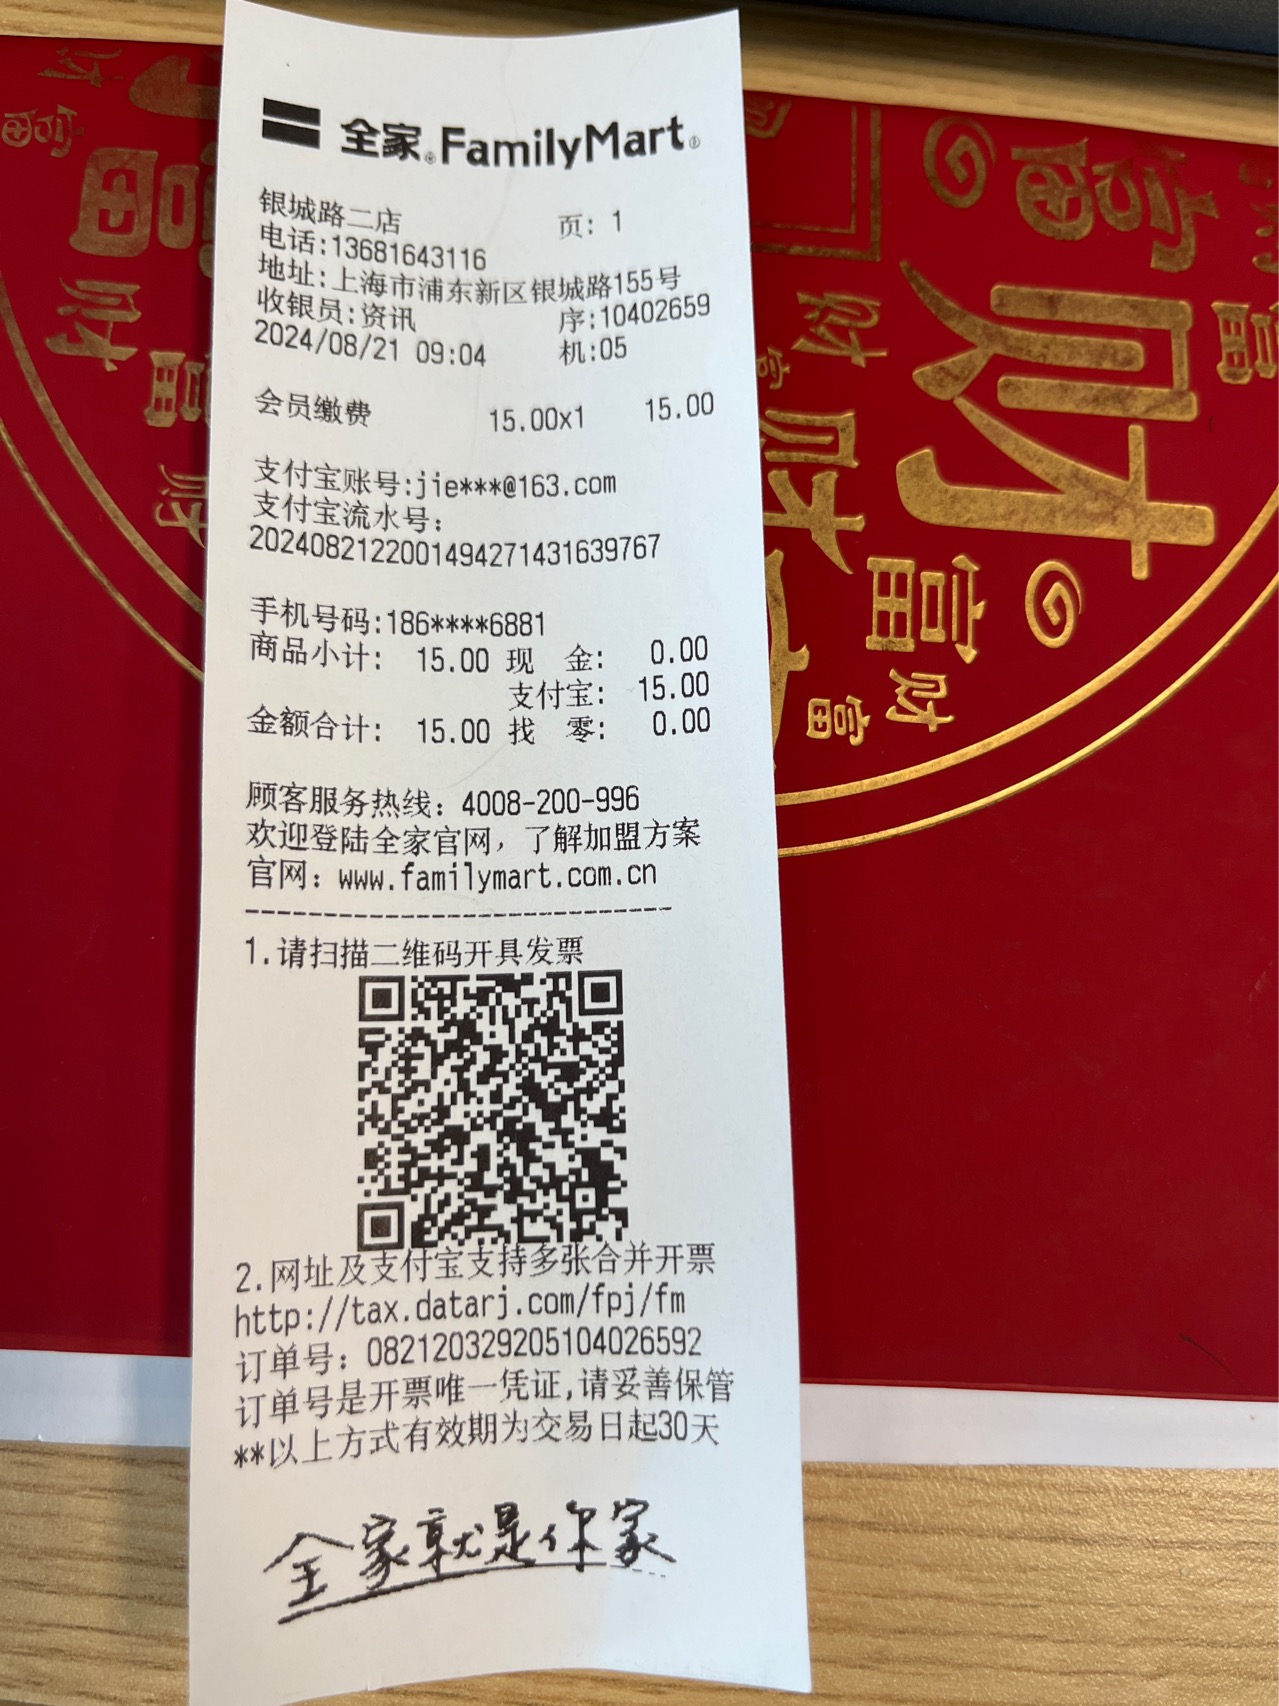 全家 FamilyMart
银城路二店 页: 1
电话:13681643116
地址:上海市浦东新区银城路155号
收银员:资讯 序:10402659
2024/08/21 09:04 机:05
会员缴费 15.00x1 15.00
支付宝账号:jie***@163.com
支付宝流水号:
2024082122001494271431639767
手机号码:186****6881
商品小计: 15.00 现 金: 0.00
支付宝: 15.00
金额合计: 15.00 找 零: 0.00
顾客服务热线: 4008-200-996
欢迎登陆全家官网, 了解加盟方案
官网: www.familymart.com.cn
--------------------------
1.请扫描二维码开具发票
2.网址及支付宝支持多张合并开票
http://tax.datarj.com/fpj/fm
订单号: 082120329205104026592
订单号是开票唯一凭证,请妥善保管
**以上方式有效期为交易日起30天
全家就是你家
財
富
財
富
財
富
財
富
財